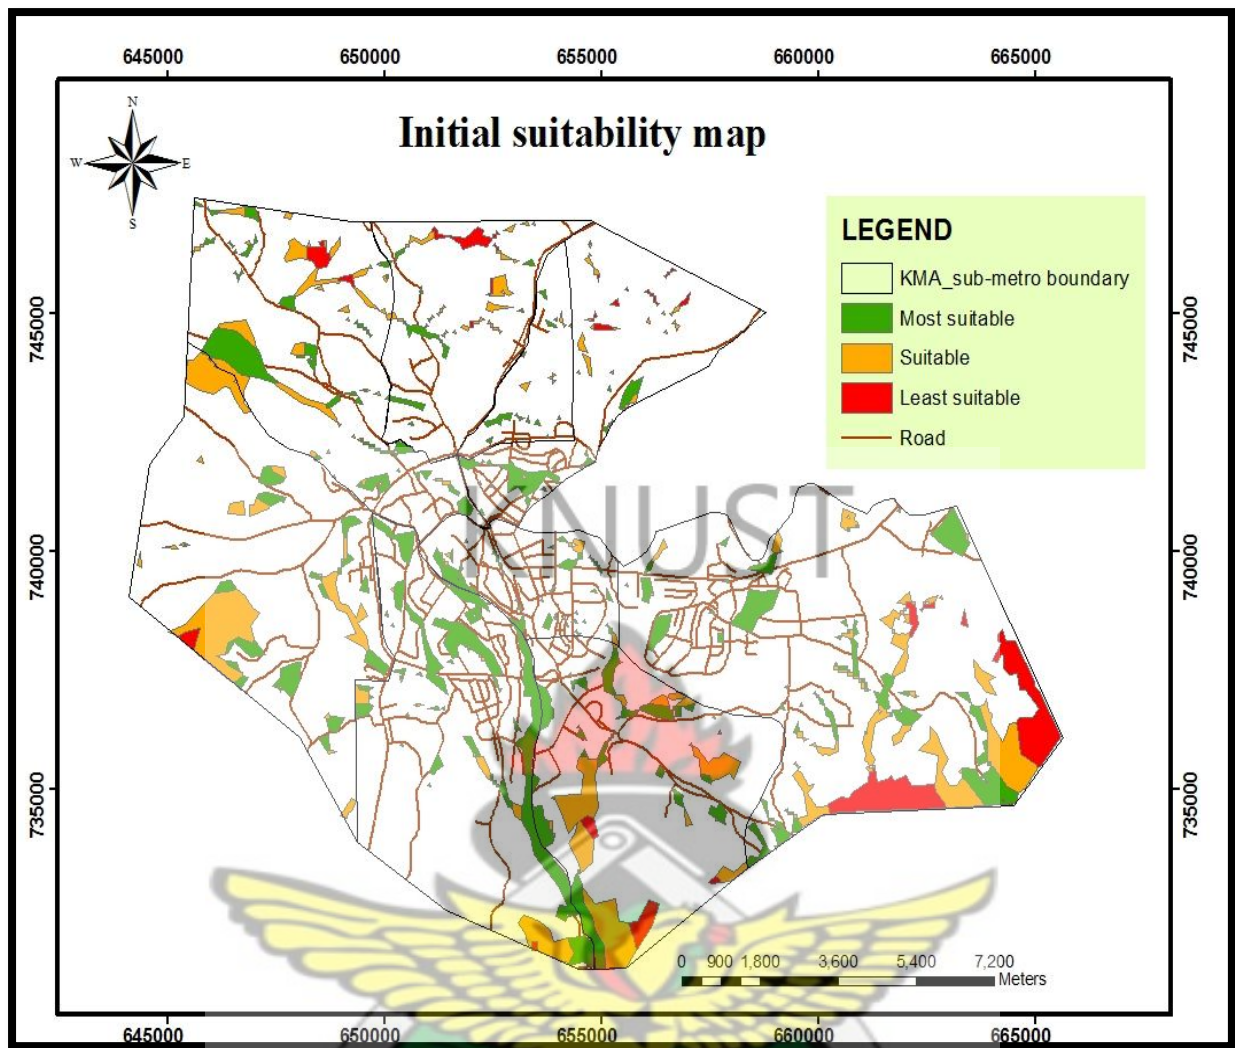 645000 650000 655000 660000 665000
Initial suitability map
N
W E
S
LEGEND
KMA_sub-metro boundary
Most suitable
Suitable
Least suitable
Road
745000 745000
KNUST
740000 740000
735000 735000
0 900 1,800 3,600 5,400 7,200
Meters
645000 650000 655000 660000 665000